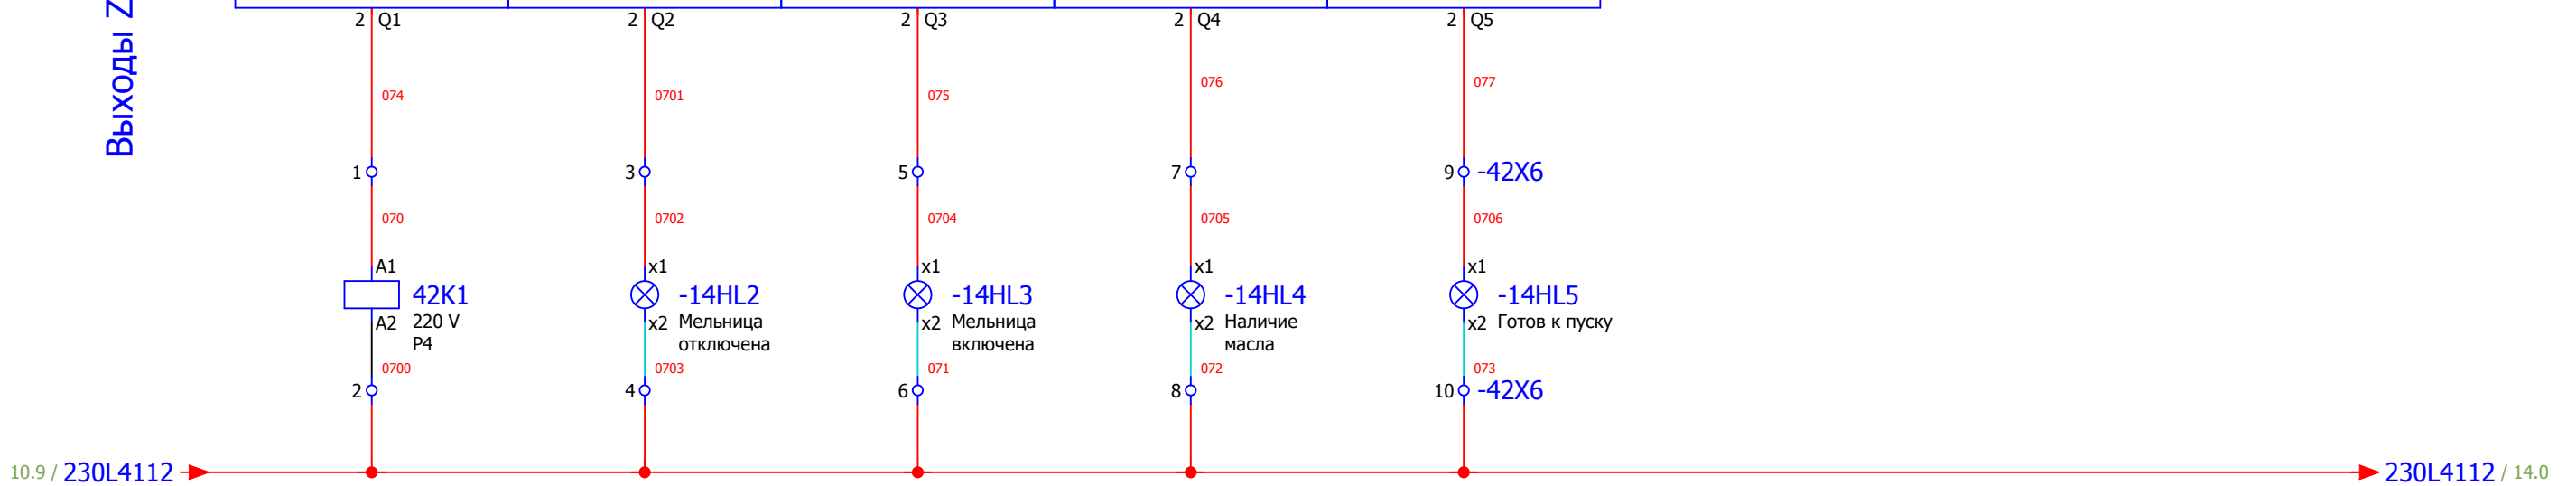 Выходы Z
2 Q1 2 Q2 2 Q3 2 Q4 2 Q5
076 077
074 0701 075
1 3 5 7 9 -42X6
070 0702 0704 0705 0706
A1 x1 x1 x1 x1
42K1 -14HL2 -14HL3 -14HL4 -14HL5
A2 220 V x2 Мельница x2 Мельница x2 Наличие x2 Готов к пуску
P4 отключена включена масла
0700 0703 071 072 073
2 4 6 8 10 -42X6
10.9 / 230L4112 230L4112 / 14.0